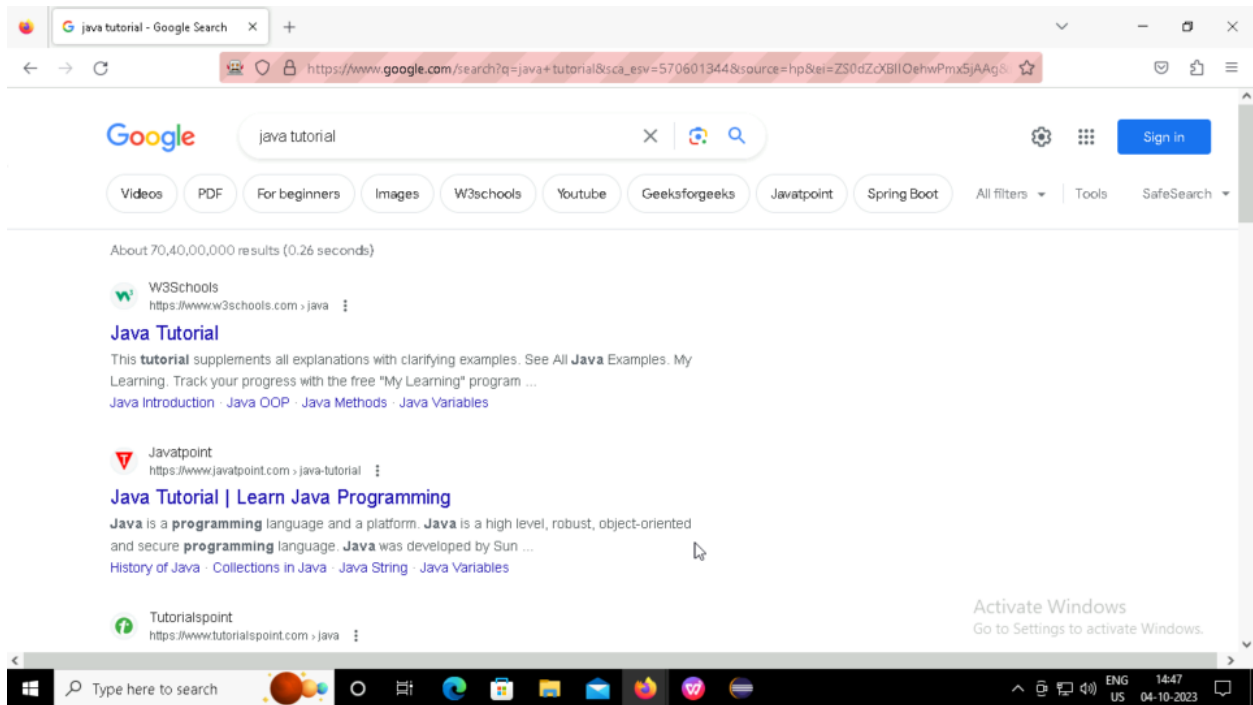 java tutorial - Google Search
https://www.google.com/search?q=java+tutorial&sca_esv=570601344&source=hp&ei=
Google
java tutorial
Sign in
Videos PDF For beginners Images W3schools Youtube Geeksforgeeks Javatpoint Spring Boot All filters Tools SafeSearch
About 70,40,00,000 results (0.26 seconds)
W3Schools
https://www.w3schools.com › java
Java Tutorial
This tutorial supplements all explanations with clarifying examples. See All Java Examples. My
Learning. Track your progress with the free "My Learning" program ...
Java Introduction · Java OOP · Java Methods · Java Variables
Javatpoint
https://www.javatpoint.com › java-tutorial
Java Tutorial | Learn Java Programming
Java is a programming language and a platform. Java is a high level, robust, object-oriented
and secure programming language. Java was developed by Sun ...
History of Java · Collections in Java · Java String · Java Variables
Tutorialspoint
https://www.tutorialspoint.com › java
Activate Windows
Go to Settings to activate Windows.
Type here to search
ENG 14:47
US 04-10-2023